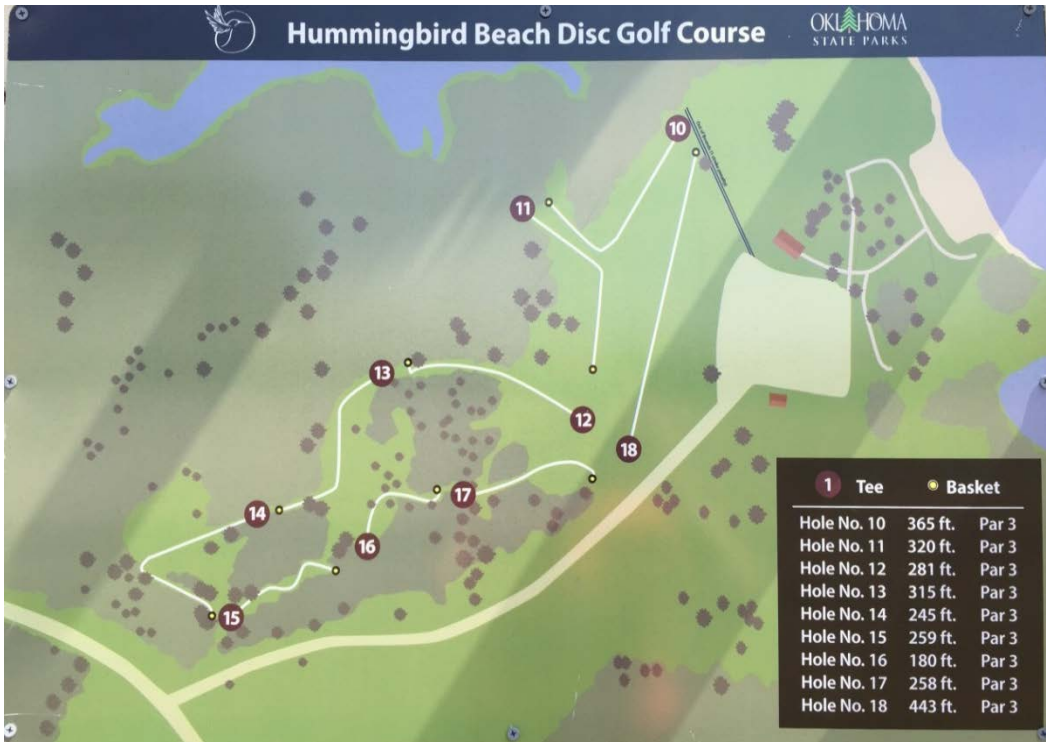 Hummingbird Beach Disc Golf Course
OKLAHOMA
STATE PARKS
10
11
13
12
18
14
17
16
15
1 Tee Basket
Hole No. 10 365 ft. Par 3
Hole No. 11 320 ft. Par 3
Hole No. 12 281 ft. Par 3
Hole No. 13 315 ft. Par 3
Hole No. 14 245 ft. Par 3
Hole No. 15 259 ft. Par 3
Hole No. 16 180 ft. Par 3
Hole No. 17 258 ft. Par 3
Hole No. 18 443 ft. Par 3